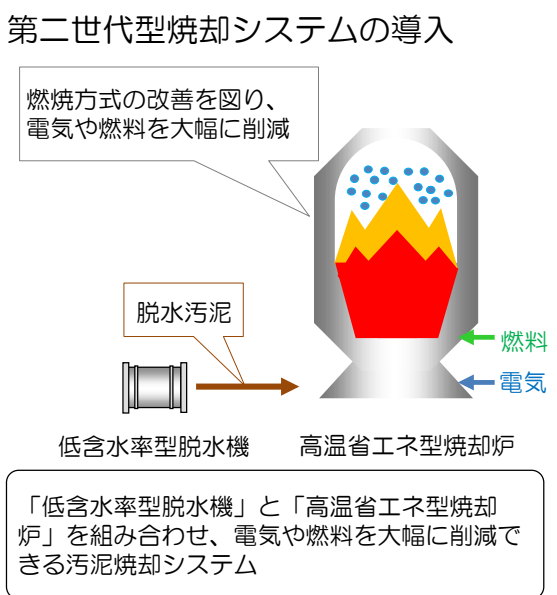 第二世代型焼却システムの導入
燃焼方式の改善を図り、
電気や燃料を大幅に削減
脱水汚泥
燃料
電気
低含水率型脱水機
高温省エネ型焼却炉
「低含水率型脱水機」と「高温省エネ型焼却
炉」を組み合わせ、電気や燃料を大幅に削減で
きる汚泥焼却システム